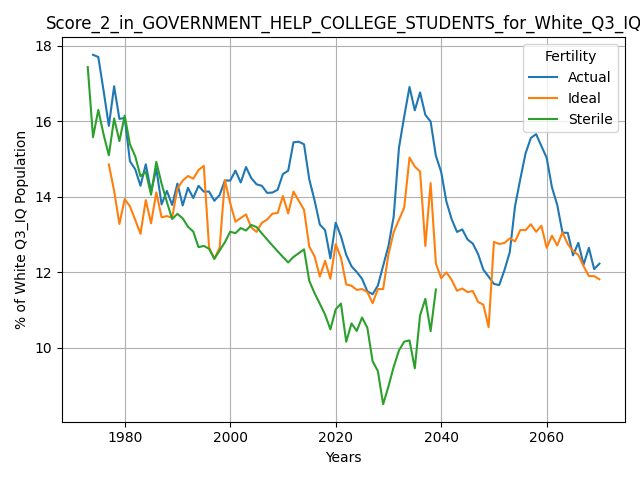 Score_2_in_GOVERNMENT_HELP_COLLEGE_STUDENTS_for_White_Q3_IQ
Fertility
Actual
Ideal
Sterile
% of White Q3_IQ Population
18
16
14
12
10
1980
2000
2020
2040
2060
Years